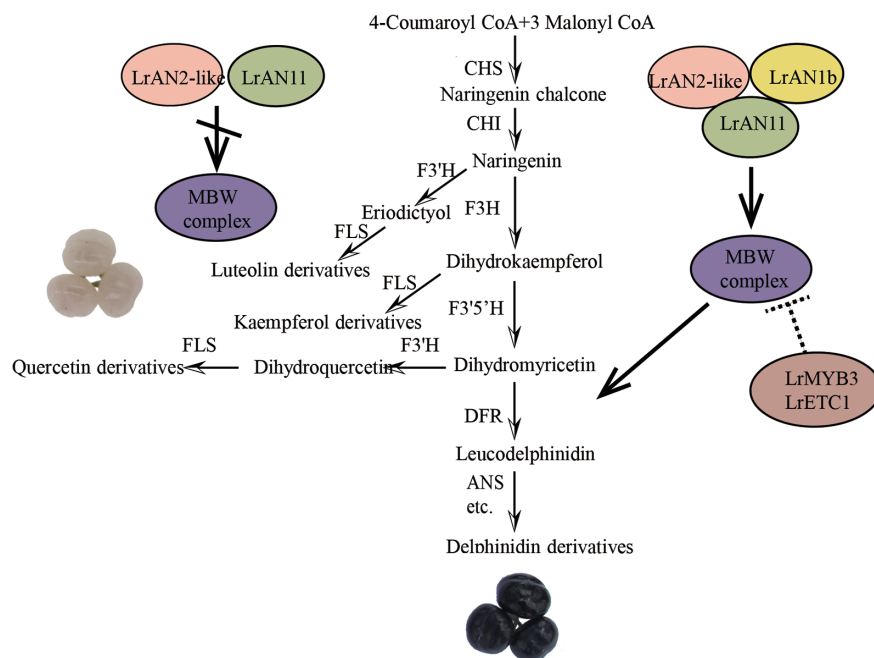 4-Coumaroyl CoA+3 Malonyl CoA
CHS
Naringenin chalcone
CHI
Naringenin
F3'H
Eriodictyol
F3H
FLS
Luteolin derivatives
Dihydrokaempferol
FLS
Kaempferol derivatives
F3'5’H
Quercetin derivatives
FLS
Dihydroquercetin
F3'H
Dihydromyricetin
DFR
Leucodelphinidin
ANS
etc.
Delphinidin derivatives
LrAN2-like
LrAN11
MBW
complex
LrAN2-like
LrAN1b
LrAN11
MBW
complex
LrMYB3
LrETC1